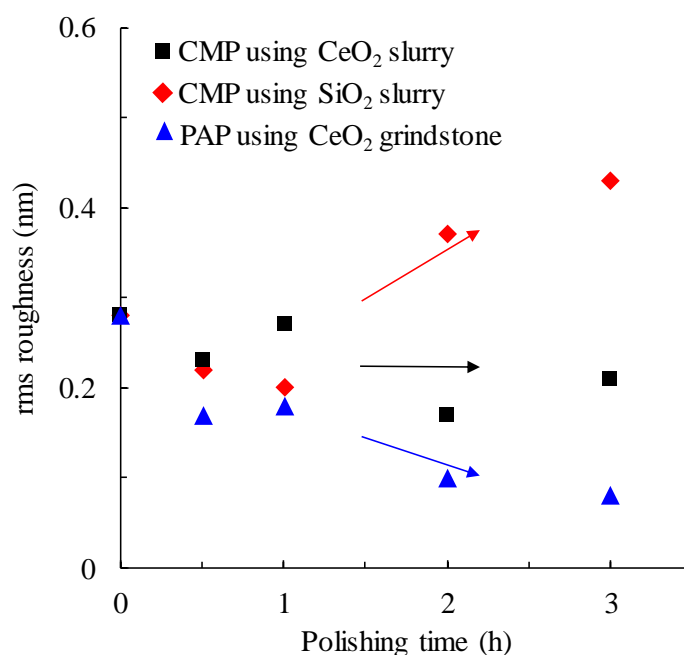 0.6
CMP using CeO₂ slurry
CMP using SiO₂ slurry
PAP using CeO₂ grindstone
0.4
rms roughness (nm)
0.2
0
0 1 2 3
Polishing time (h)